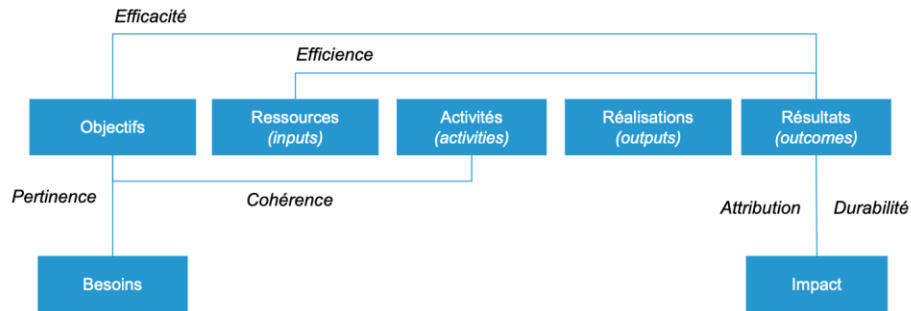 Efficacité
Efficience
Objectifs
Ressources
(inputs)
Activités
(activities)
Réalisations
(outputs)
Résultats
(outcomes)
Pertinence
Cohérence
Attribution
Durabilité
Besoins
Impact